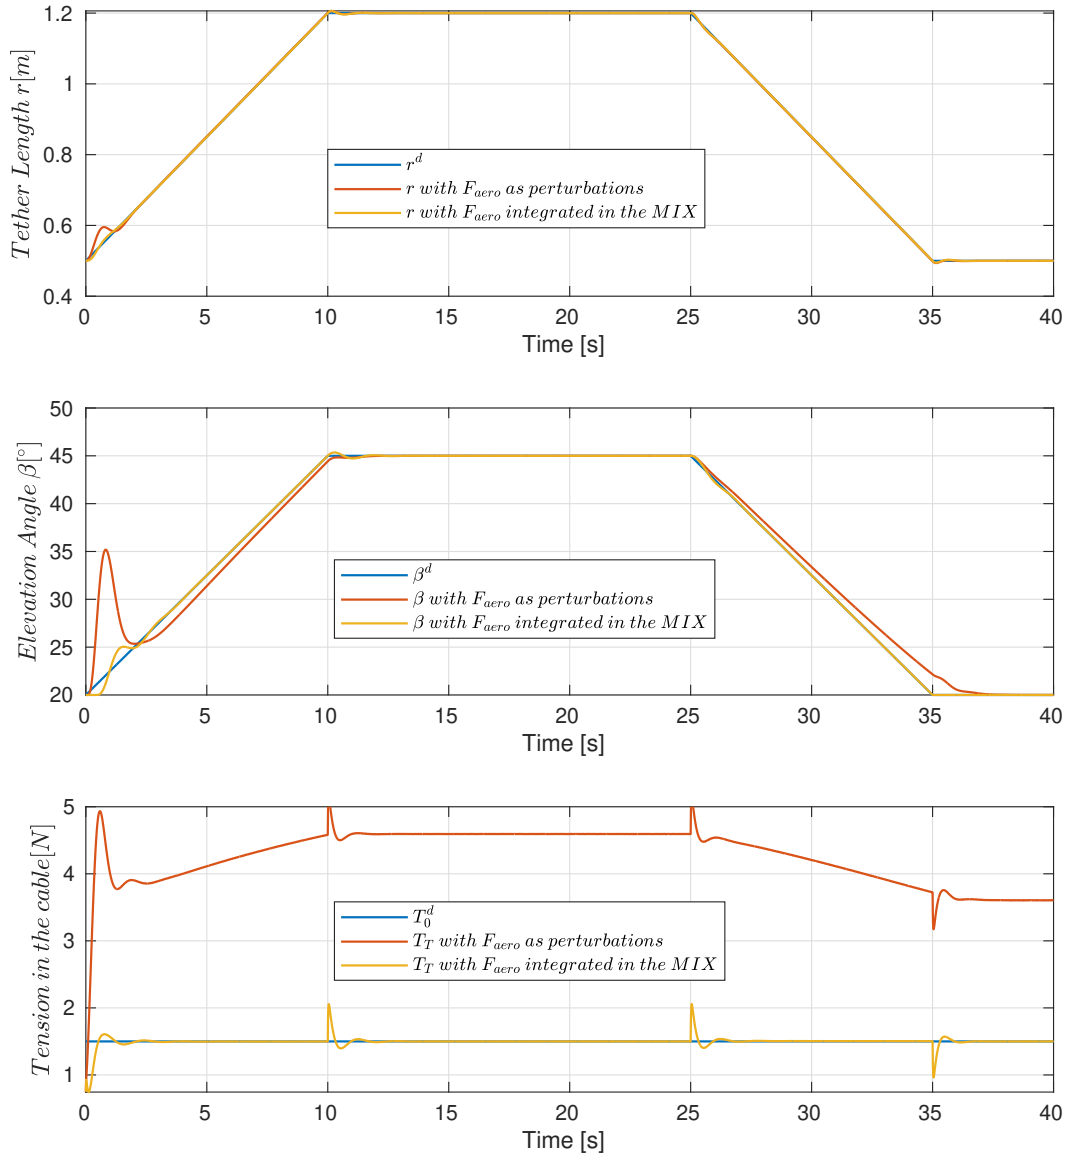 1.2
1
0.8
0.6
0.4
Tether Length r[m]
r^d
r with F_aero as perturbations
r with F_aero integrated in the MIX
0 5 10 15 20 25 30 35 40
Time [s]
50
45
40
35
30
25
20
Elevation Angle β[°]
β^d
β with F_aero as perturbations
β with F_aero integrated in the MIX
0 5 10 15 20 25 30 35 40
Time [s]
5
4
3
2
1
Tension in the cable[N]
T_0^d
T_T with F_aero as perturbations
T_T with F_aero integrated in the MIX
0 5 10 15 20 25 30 35 40
Time [s]